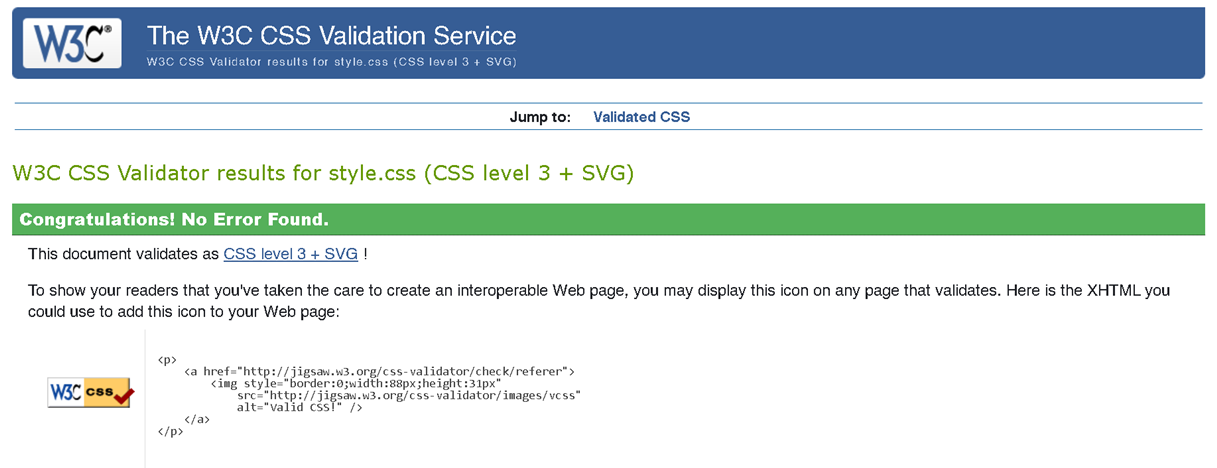 W3C®
The W3C CSS Validation Service
W3C CSS Validator results for style.css (CSS level 3 + SVG)
Jump to: Validated CSS
W3C CSS Validator results for style.css (CSS level 3 + SVG)
Congratulations! No Error Found.
This document validates as CSS level 3 + SVG !
To show your readers that you've taken the care to create an interoperable Web page, you may display this icon on any page that validates. Here is the XHTML you
could use to add this icon to your Web page:
W3C css
<p>
    <a href="http://jigsaw.w3.org/css-validator/check/referer">
        <img style="border:0;width:88px;height:31px"
            src="http://jigsaw.w3.org/css-validator/images/vcss"
            alt="Valid CSS!" />
    </a>
</p>